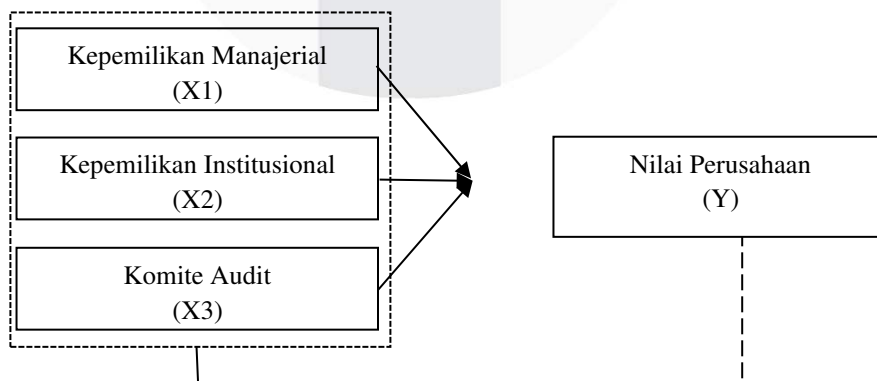 Kepemilikan Manajerial
(X1)
Kepemilikan Institusional
(X2)
Komite Audit
(X3)
Nilai Perusahaan
(Y)